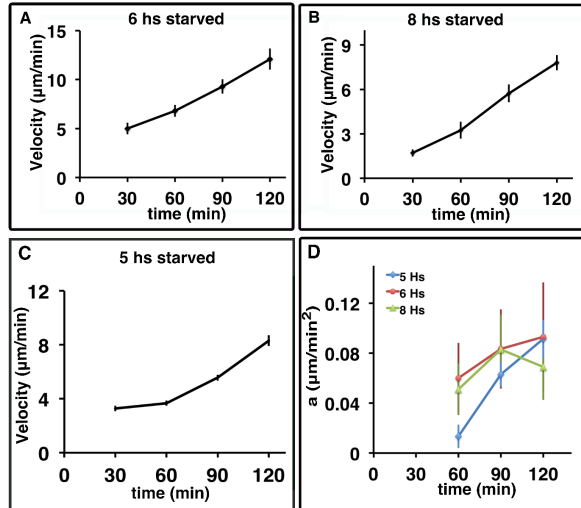 A
6 hs starved
Velocity (µm/min)
15
10
5
0
0 30 60 90 120
time (min)
B
8 hs starved
Velocity (µm/min)
9
6
3
0
0 30 60 90 120
time (min)
C
5 hs starved
Velocity (µm/min)
12
8
4
0
0 30 60 90 120
time (min)
D
5 Hs
6 Hs
8 Hs
a (µm/min²)
0.12
0.08
0.04
0
0 30 60 90 120
time (min)